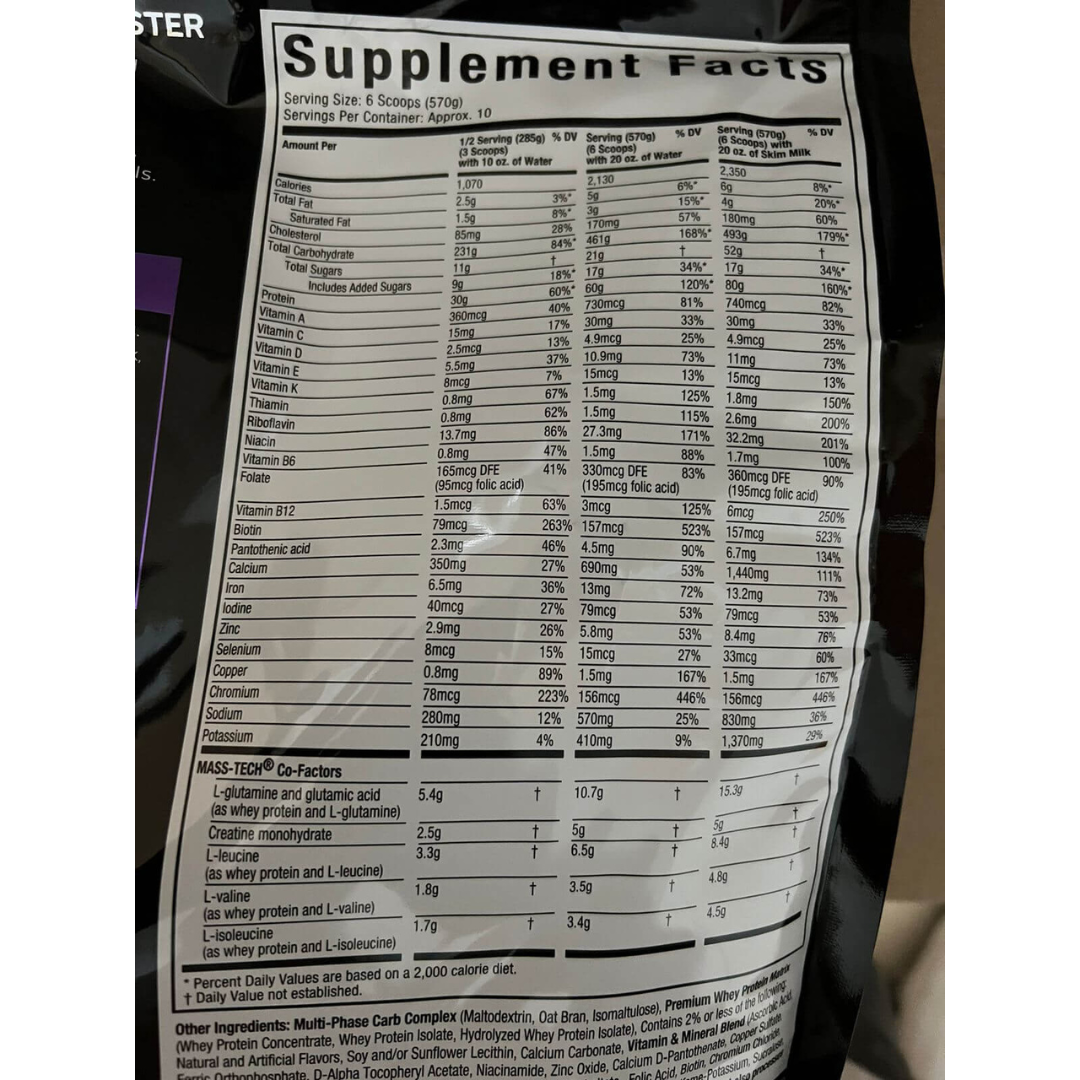 STER
ls.
Supplement Facts
Serving Size: 6 Scoops (570g)
Servings Per Container: Approx. 10
Amount Per 1/2 Serving (285g) (3 Scoops) with 10 oz. of Water % DV Serving (570g) (6 Scoops) with 20 oz. of Water % DV Serving (570g) (6 Scoops) with 20 oz. of Skim Milk % DV
Calories 1,070 2,130 2,350
Total Fat 2.5g 3%* 5g 6%* 6g 8%*
Saturated Fat 1.5g 8%* 3g 15%* 4g 20%*
Cholesterol 85mg 28% 170mg 57% 180mg 60%
Total Carbohydrate 231g 84%* 461g 168%* 493g 179%*
Total Sugars 11g † 21g † 52g †
Includes Added Sugars 9g 18%* 17g 34%* 17g 34%*
Protein 30g 60%* 60g 120%* 80g 160%*
Vitamin A 360mcg 40% 730mcg 81% 740mcg 82%
Vitamin C 15mg 17% 30mg 33% 30mg 33%
Vitamin D 2.5mcg 13% 4.9mcg 25% 4.9mcg 25%
Vitamin E 5.5mg 37% 10.9mg 73% 11mg 73%
Vitamin K 8mcg 7% 15mcg 13% 15mcg 13%
Thiamin 0.8mg 67% 1.5mg 125% 1.8mg 150%
Riboflavin 0.8mg 62% 1.5mg 115% 2.6mg 200%
Niacin 13.7mg 86% 27.3mg 171% 32.2mg 201%
Vitamin B6 0.8mg 47% 1.5mg 88% 1.7mg 100%
Folate 165mcg DFE 41% 330mcg DFE 83% 360mcg DFE 90%
(95mcg folic acid) (195mcg folic acid) (195mcg folic acid)
Vitamin B12 1.5mcg 63% 3mcg 125% 6mcg 250%
Biotin 79mcg 263% 157mcg 523% 157mcg 523%
Pantothenic acid 2.3mg 46% 4.5mg 90% 6.7mg 134%
Calcium 350mg 27% 690mg 53% 1,440mg 111%
Iron 6.5mg 36% 13mg 72% 13.2mg 73%
Iodine 40mcg 27% 79mcg 53% 79mcg 53%
Zinc 2.9mg 26% 5.8mg 53% 8.4mg 76%
Selenium 8mcg 15% 15mcg 27% 33mcg 60%
Copper 0.8mg 89% 1.5mg 167% 1.5mg 167%
Chromium 78mcg 223% 156mcg 446% 156mcg 446%
Sodium 280mg 12% 570mg 25% 830mg 36%
Potassium 210mg 4% 410mg 9% 1,370mg 29%
MASS-TECH® Co-Factors
L-glutamine and glutamic acid 5.4g † 10.7g † 15.3g †
(as whey protein and L-glutamine)
Creatine monohydrate 2.5g † 5g † 5g †
L-leucine 3.3g † 6.5g † 8.4g †
(as whey protein and L-leucine)
L-valine 1.8g † 3.5g † 4.8g †
(as whey protein and L-valine)
L-isoleucine 1.7g † 3.4g † 4.5g †
(as whey protein and L-isoleucine)
* Percent Daily Values are based on a 2,000 calorie diet.
† Daily Value not established.
Other Ingredients: Multi-Phase Carb Complex (Maltodextrin, Oat Bran, Isomaltulose), Premium Whey Protein Matrix
(Whey Protein Concentrate, Whey Protein Isolate, Hydrolyzed Whey Protein Isolate), Contains 2% or less of the following:
Natural and Artificial Flavors, Soy and/or Sunflower Lecithin, Calcium Carbonate, Vitamin & Mineral Blend (Ascorbic Acid,
Ferric Orthophosphate, D-Alpha Tocopheryl Acetate, Niacinamide, Zinc Oxide, Calcium D-Pantothenate, Copper Sulfate,
Folic Acid, Biotin, Chromium Chloride,
Potassium, Sucralose,
also processes